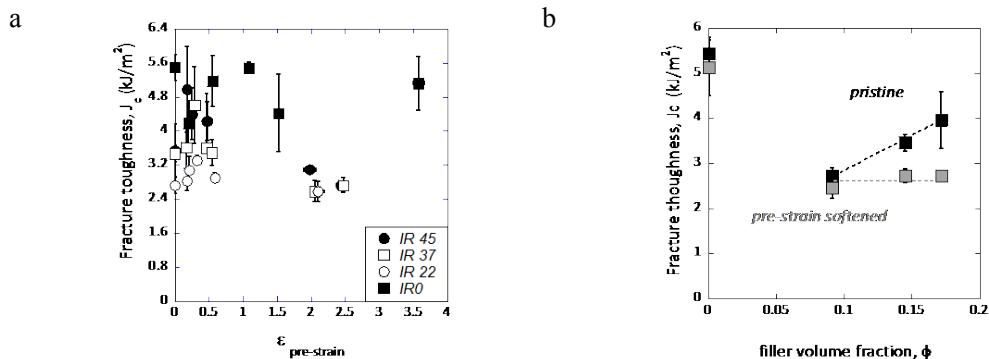 a
Fracture toughness, J c (kJ/m²)
6.4
5.6
4.8
4
3.2
2.4
1.6
0.8
0
IR 45
IR 37
IR 22
IR0
0 0.5 1 1.5 2 2.5 3 3.5 4
ε pre-strain
b
Fracture thoughness, Jc (kJ/m²)
6
5
4
3
2
1
0
pristine
pre-strain softened
0 0.05 0.1 0.15 0.2
filler volume fraction, ϕ